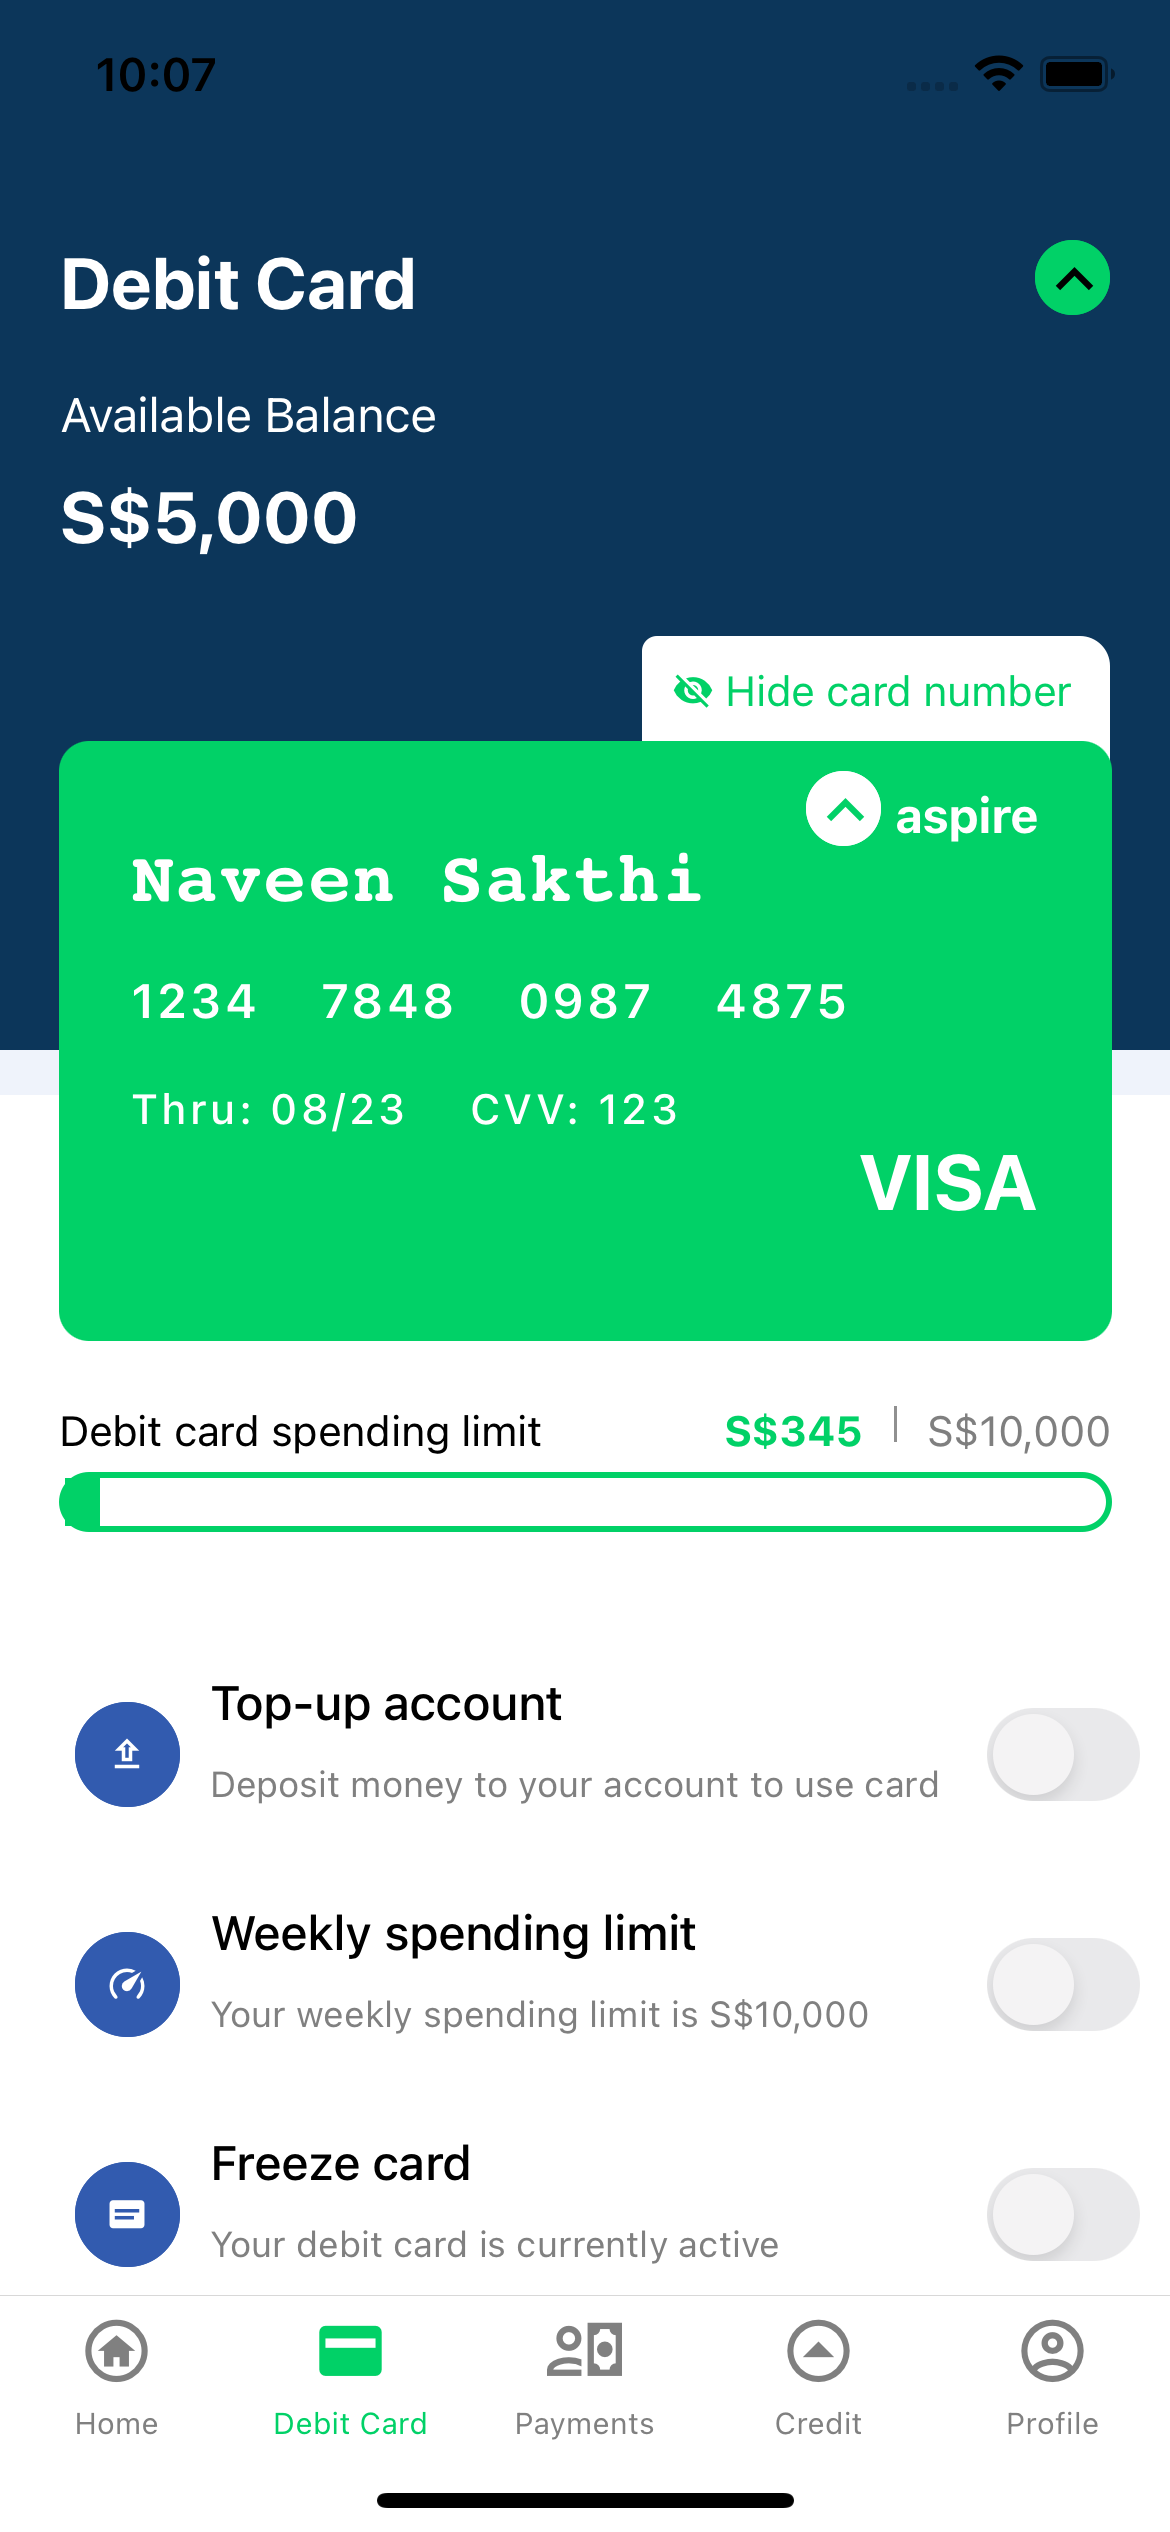 10:07
Debit Card
Available Balance
S$5,000
Hide card number
aspire
Naveen Sakthi
1234 7848 0987 4875
Thru: 08/23 CVV: 123
VISA
Debit card spending limit S$345 | S$10,000
Top-up account
Deposit money to your account to use card
Weekly spending limit
Your weekly spending limit is S$10,000
Freeze card
Your debit card is currently active
Home Debit Card Payments Credit Profile